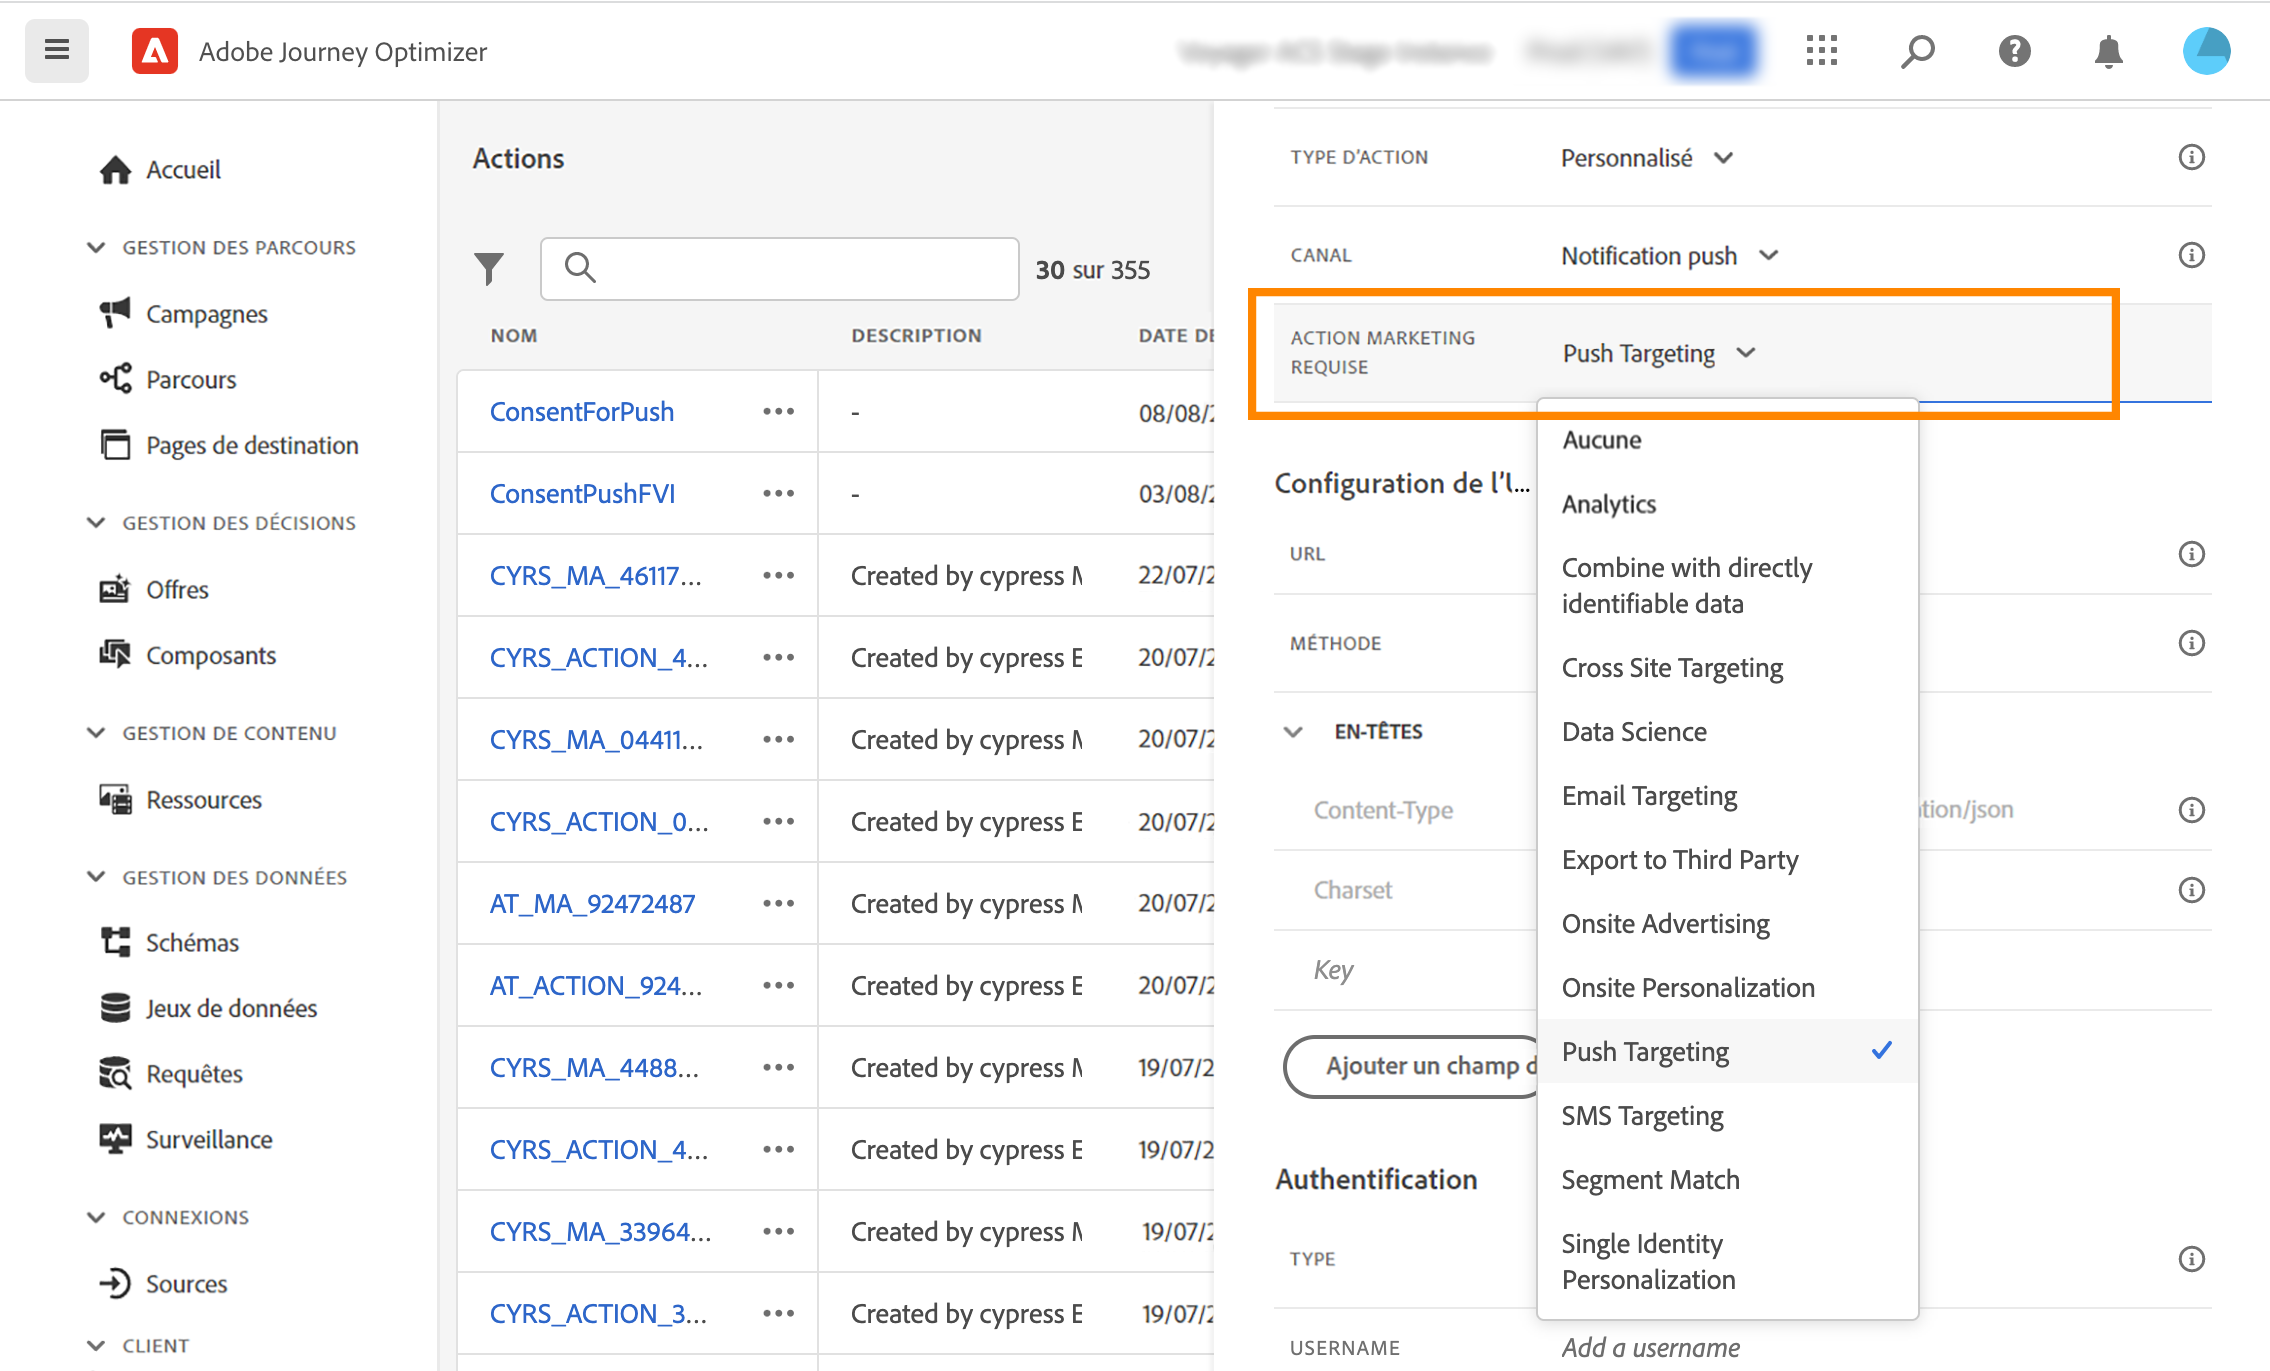 Adobe Journey Optimizer
Accueil
GESTION DES PARCOURS
Campagnes
Parcours
Pages de destination
GESTION DES DÉCISIONS
Offres
Composants
GESTION DE CONTENU
Ressources
GESTION DES DONNÉES
Schémas
Jeux de données
Requêtes
Surveillance
CONNEXIONS
Sources
CLIENT
Actions
30 sur 355
NOM DESCRIPTION DATE DE
ConsentForPush ••• - 08/08/2
ConsentPushFVI ••• - 03/08/2
CYRS_MA_46117... ••• Created by cypress M 22/07/2
CYRS_ACTION_4... ••• Created by cypress E 20/07/2
CYRS_MA_04411... ••• Created by cypress M 20/07/2
CYRS_ACTION_0... ••• Created by cypress E 20/07/2
AT_MA_92472487 ••• Created by cypress M 20/07/2
AT_ACTION_924... ••• Created by cypress E 20/07/2
CYRS_MA_4488... ••• Created by cypress M 19/07/2
CYRS_ACTION_4... ••• Created by cypress E 19/07/2
CYRS_MA_33964... ••• Created by cypress M 19/07/2
CYRS_ACTION_3... ••• Created by cypress E 19/07/2
TYPE D'ACTION Personnalisé
CANAL Notification push
ACTION MARKETING
REQUISE
Push Targeting
Aucune
Analytics
Combine with directly
identifiable data
Cross Site Targeting
Data Science
Email Targeting
Export to Third Party
Onsite Advertising
Onsite Personalization
Push Targeting
SMS Targeting
Segment Match
Single Identity
Personalization
Configuration de l'U...
URL
MÉTHODE
EN-TÊTES
Content-Type ation/json
Charset
Key
Ajouter un champ d
Authentification
TYPE
USERNAME Add a username